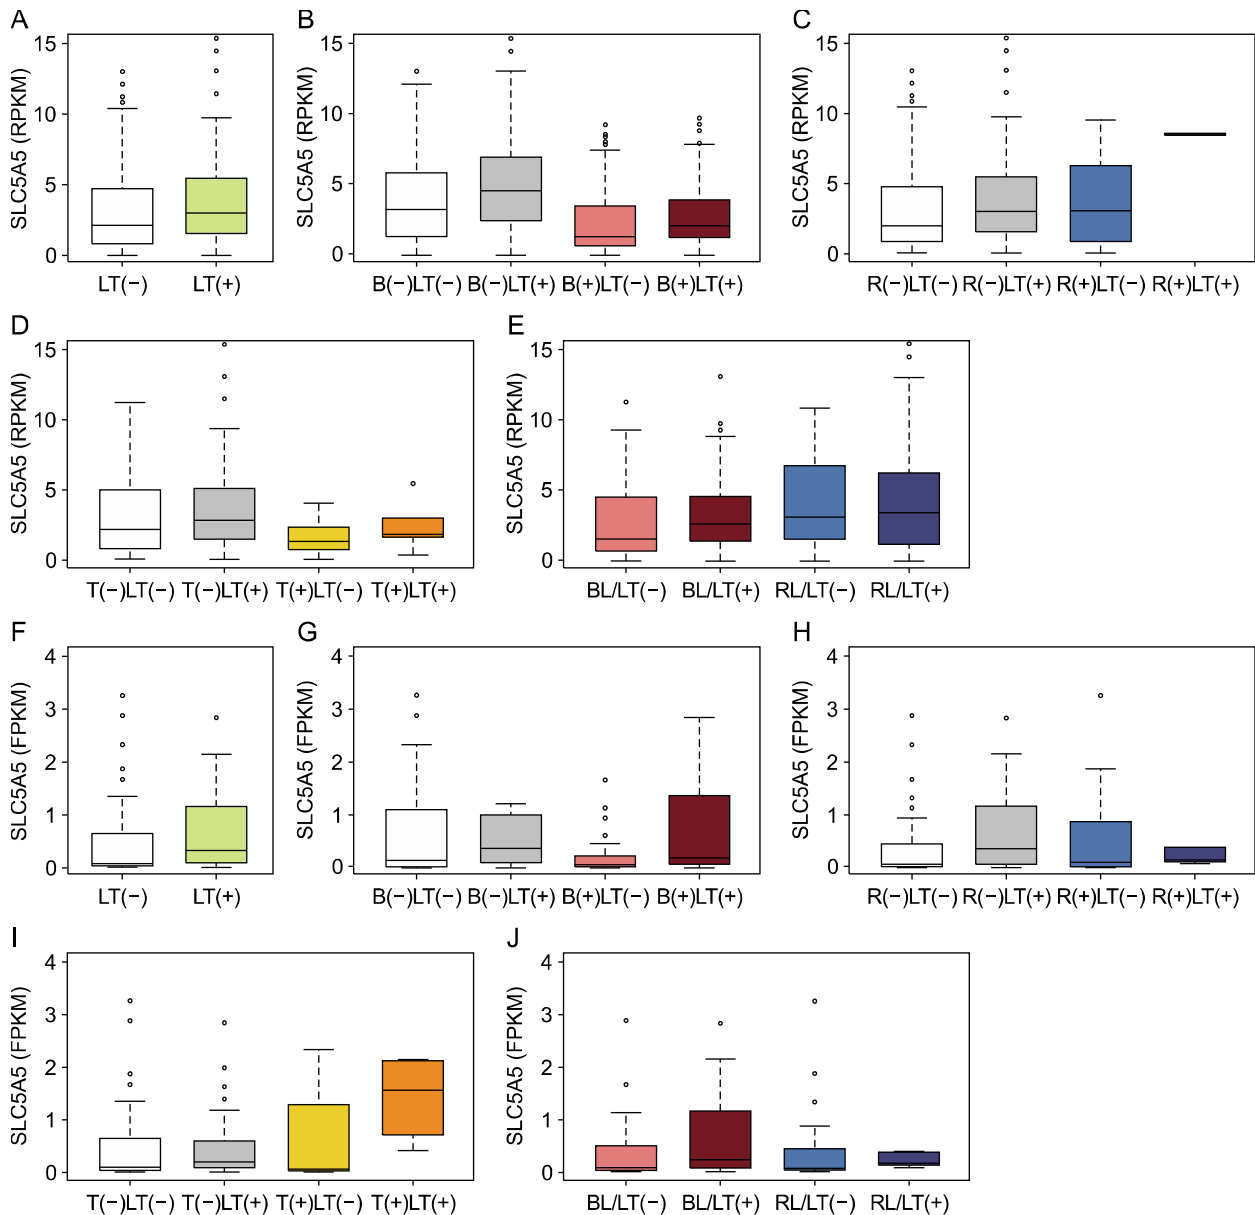 A
SLC5A5 (RPKM)
15
10
5
0
LT(−) LT(+)
B
SLC5A5 (RPKM)
15
10
5
0
B(−)LT(−) B(−)LT(+) B(+)LT(−) B(+)LT(+)
C
SLC5A5 (RPKM)
15
10
5
0
R(−)LT(−) R(−)LT(+) R(+)LT(−) R(+)LT(+)
D
SLC5A5 (RPKM)
15
10
5
0
T(−)LT(−) T(−)LT(+) T(+)LT(−) T(+)LT(+)
E
SLC5A5 (RPKM)
15
10
5
0
BL/LT(−) BL/LT(+) RL/LT(−) RL/LT(+)
F
SLC5A5 (FPKM)
4
3
2
1
0
LT(−) LT(+)
G
SLC5A5 (FPKM)
4
3
2
1
0
B(−)LT(−) B(−)LT(+) B(+)LT(−) B(+)LT(+)
H
SLC5A5 (FPKM)
4
3
2
1
0
R(−)LT(−) R(−)LT(+) R(+)LT(−) R(+)LT(+)
I
SLC5A5 (FPKM)
4
3
2
1
0
T(−)LT(−) T(−)LT(+) T(+)LT(−) T(+)LT(+)
J
SLC5A5 (FPKM)
4
3
2
1
0
BL/LT(−) BL/LT(+) RL/LT(−) RL/LT(+)